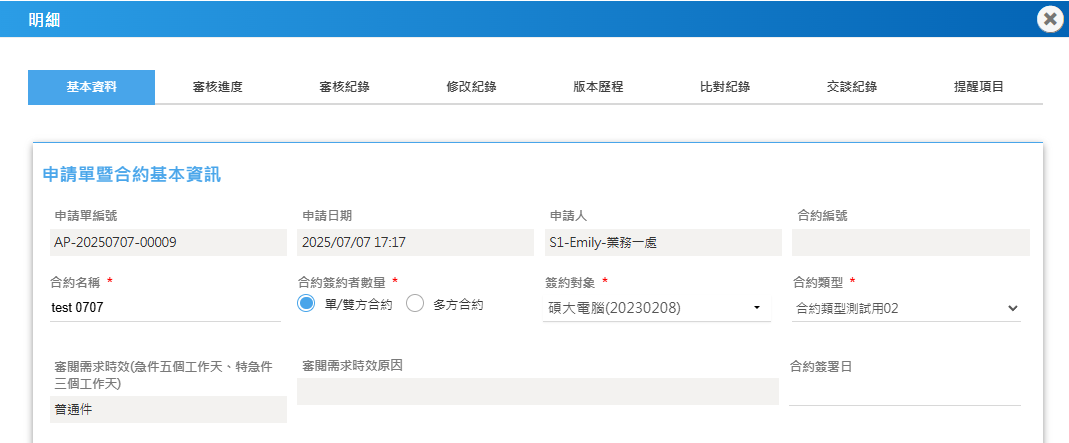 明細
基本資料 審核進度 審核紀錄 修改紀錄 版本歷程 比對紀錄 交談紀錄 提醒項目
申請單暨合約基本資訊
申請單編號 申請日期 申請人 合約編號
AP-20250707-00009 2025/07/07 17:17 S1-Emily-業務一處
合約名稱 * 合約簽約者數量 * 簽約對象 * 合約類型 *
test 0707 單/雙方合約 多方合約 碩大電腦(20230208) 合約類型測試用02
審閱需求時效(急件五個工作天、特急件 審閱需求時效原因 合約簽署日
三個工作天)
普通件